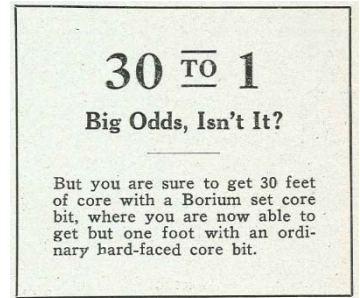 30 TO 1
Big Odds, Isn't It?
But you are sure to get 30 feet
of core with a Borium set core
bit, where you are now able to
get but one foot with an ordi-
nary hard-faced core bit.